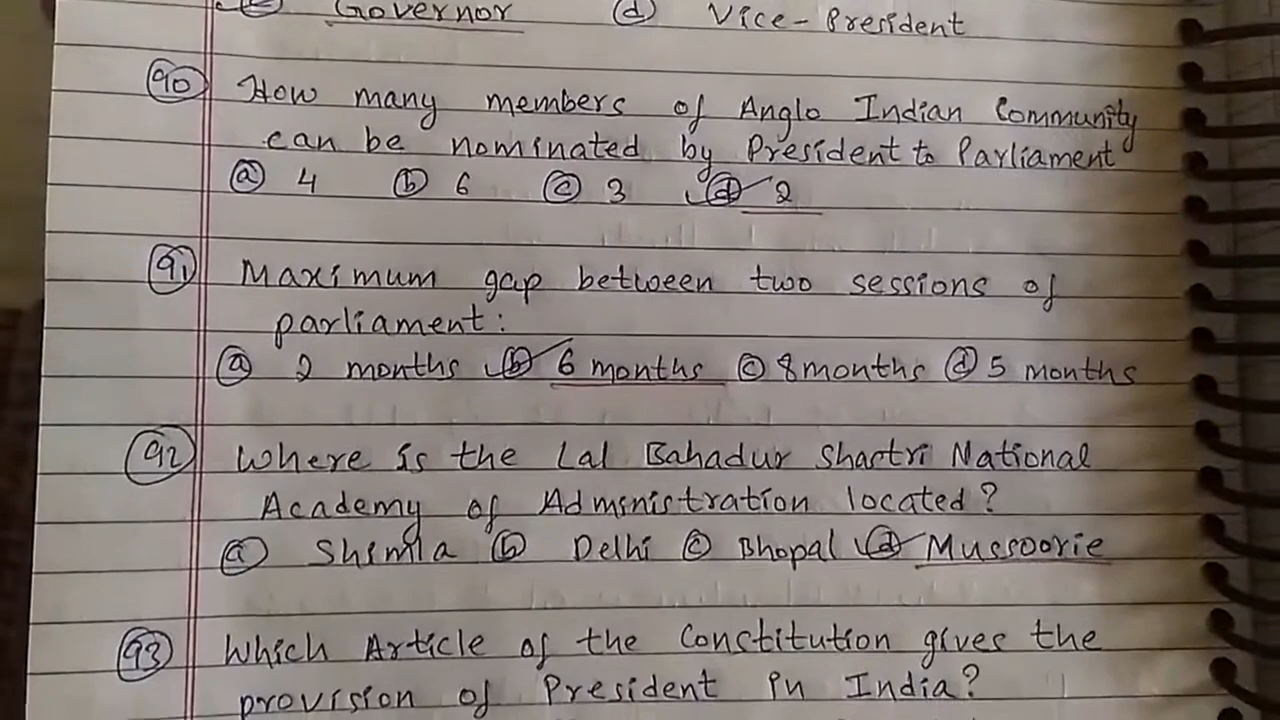 (c) Governor (d) Vice-President
90 How many members of Anglo Indian Community
can be nominated by President to Parliament
(a) 4 (b) 6 (c) 3 (d) 2
91 Maximum gap between two sessions of
parliament:
(a) 2 months (b) 6 months (c) 8 months (d) 5 months
92 Where is the Lal Bahadur Shastri National
Academy of Administration located?
(a) Shimla (b) Delhi (c) Bhopal (d) Mussoorie
93 Which Article of the Constitution gives the
provision of President in India?